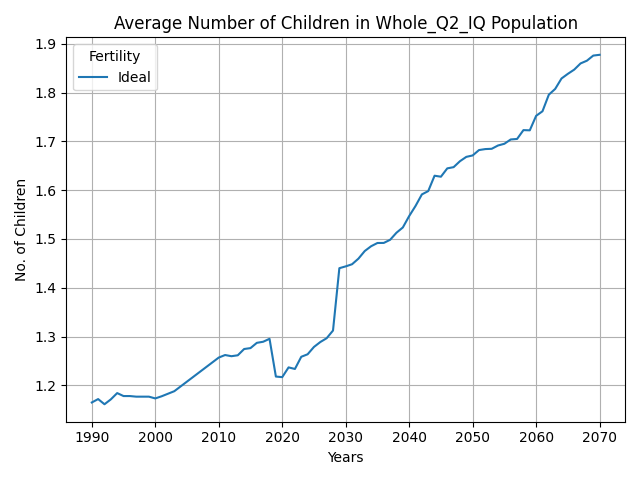 Average Number of Children in Whole_Q2_IQ Population
Fertility
Ideal
No. of Children
1.9
1.8
1.7
1.6
1.5
1.4
1.3
1.2
1990 2000 2010 2020 2030 2040 2050 2060 2070
Years